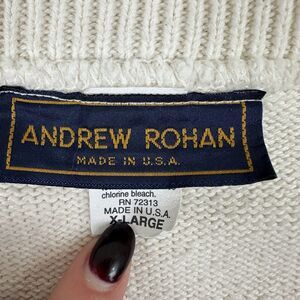 ANDREW ROHAN
MADE IN U.S.A.
chlorine bleach.
RN 72313
MADE IN U.S.A.
X-LARGE